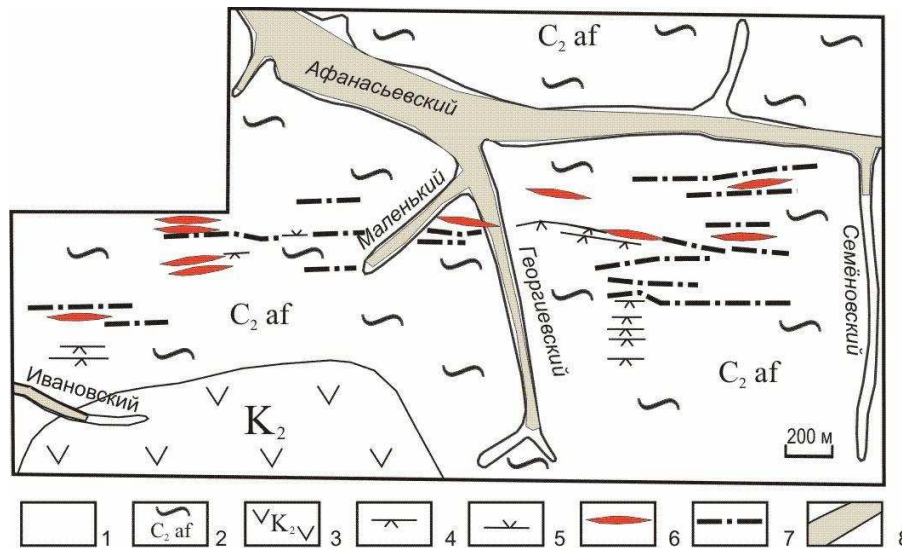 C₂ af
Афанасьевский
Маленький
Георгиевский
Семёновский
C₂ af
C₂ af
Ивановский
K₂
200 м
1
C₂ af 2
K₂ 3
4
5
6
7
8